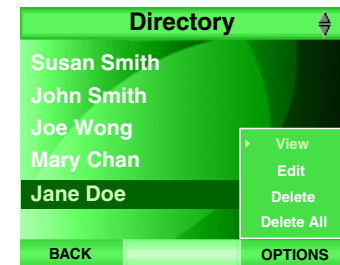 Directory
Susan Smith
John Smith
Joe Wong
Mary Chan
Jane Doe
View
Edit
Delete
Delete All
BACK
OPTIONS